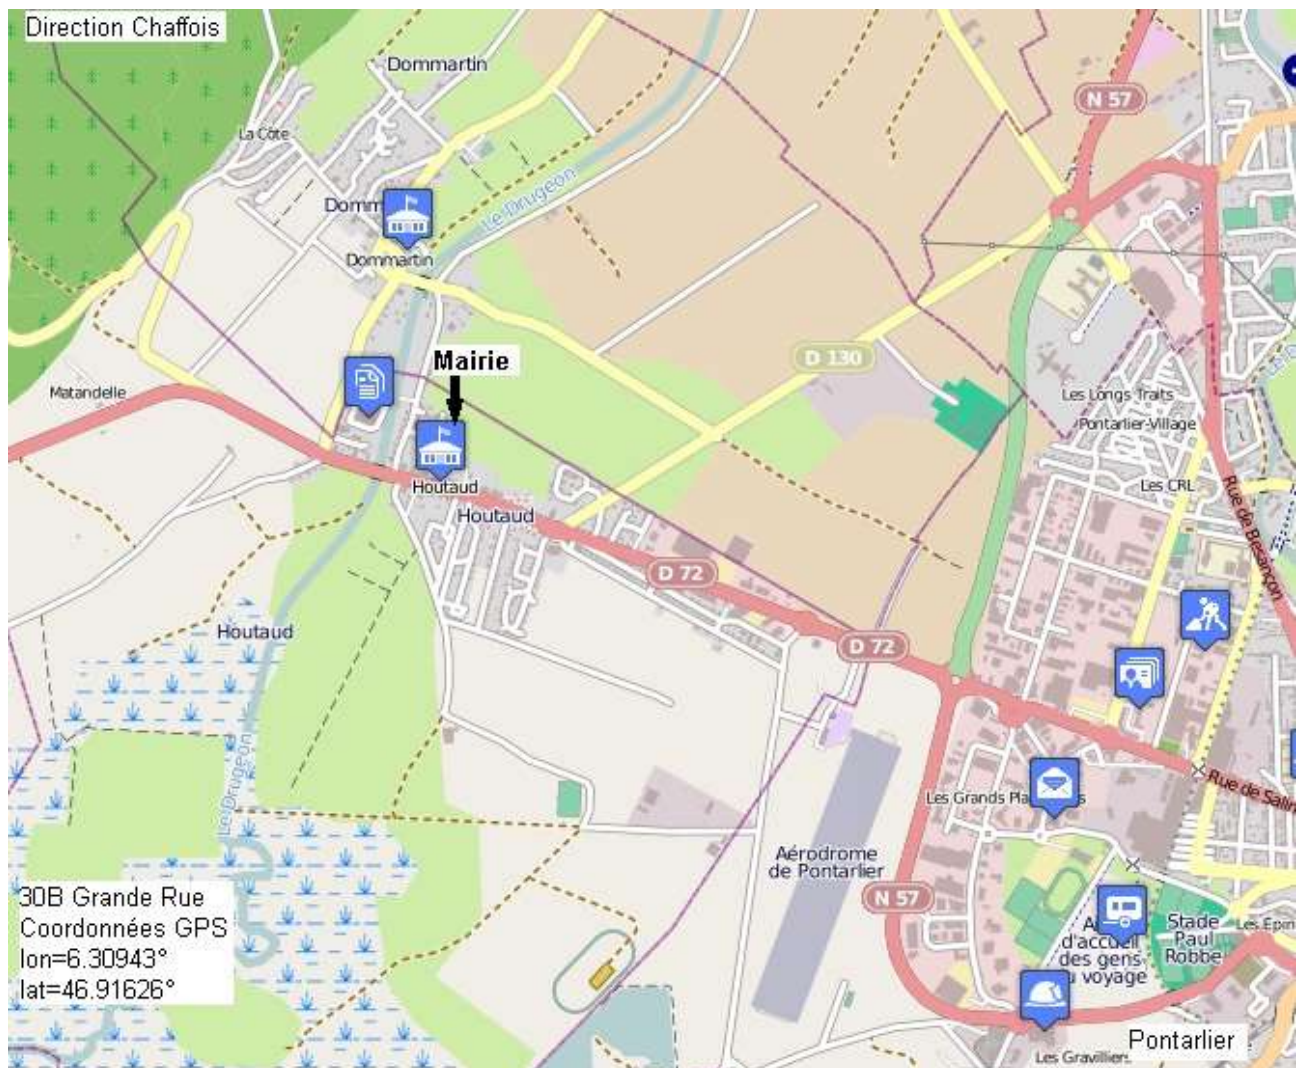 Direction Chaffois
Dommartin
N 57
La Côte
Le Drugeon
Dommartin
D 130
Mairie
Matandelle
Les Longs Traits
Pontarlier-Village
Houtaud
Les CRL
Houtaud
Rue de Besançon
D 72
Houtaud
D 72
Le Drugeon
Rue de Salin
Les Grands Pla
Aérodrome
de Pontarlier
N 57
30B Grande Rue
Coordonnées GPS
lon=6.30943°
lat=46.91626°
d'accueil
des gens
voyage
Stade
Paul
Robbe
Les Epin
Pontarlier
Les Gravilliers